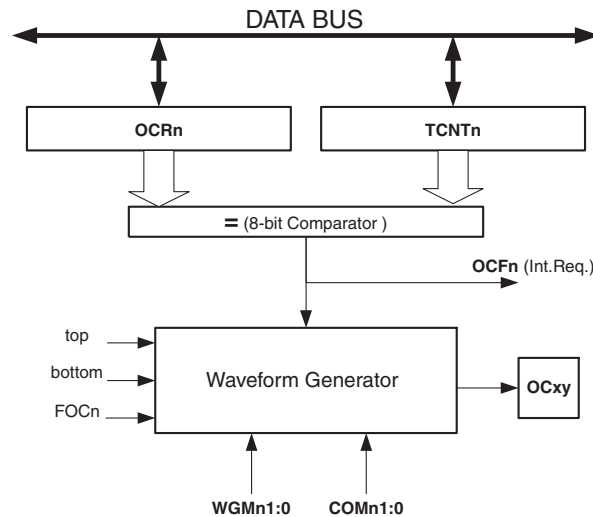 DATA BUS
OCRn
TCNTn
= (8-bit Comparator )
OCFn (Int.Req.)
top
bottom
FOCn
Waveform Generator
OCxy
WGMn1:0
COMn1:0